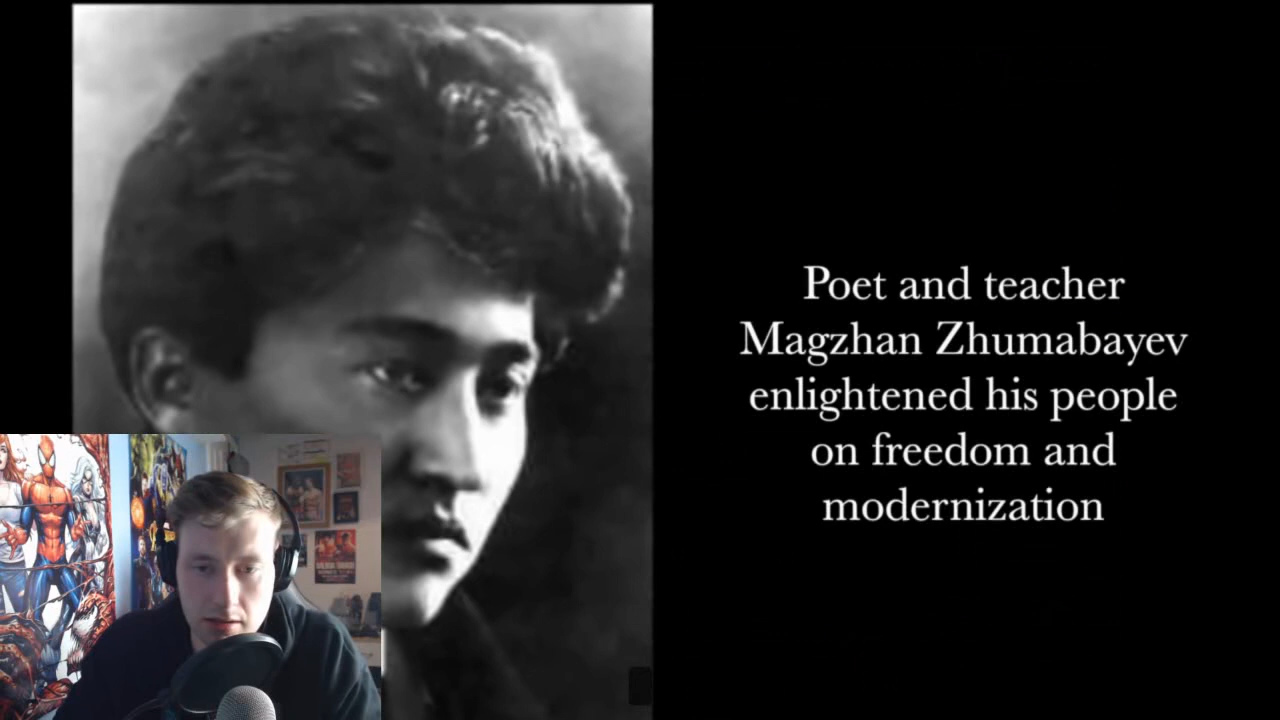 Poet and teacher
Magzhan Zhumabayev
enlightened his people
on freedom and
modernization